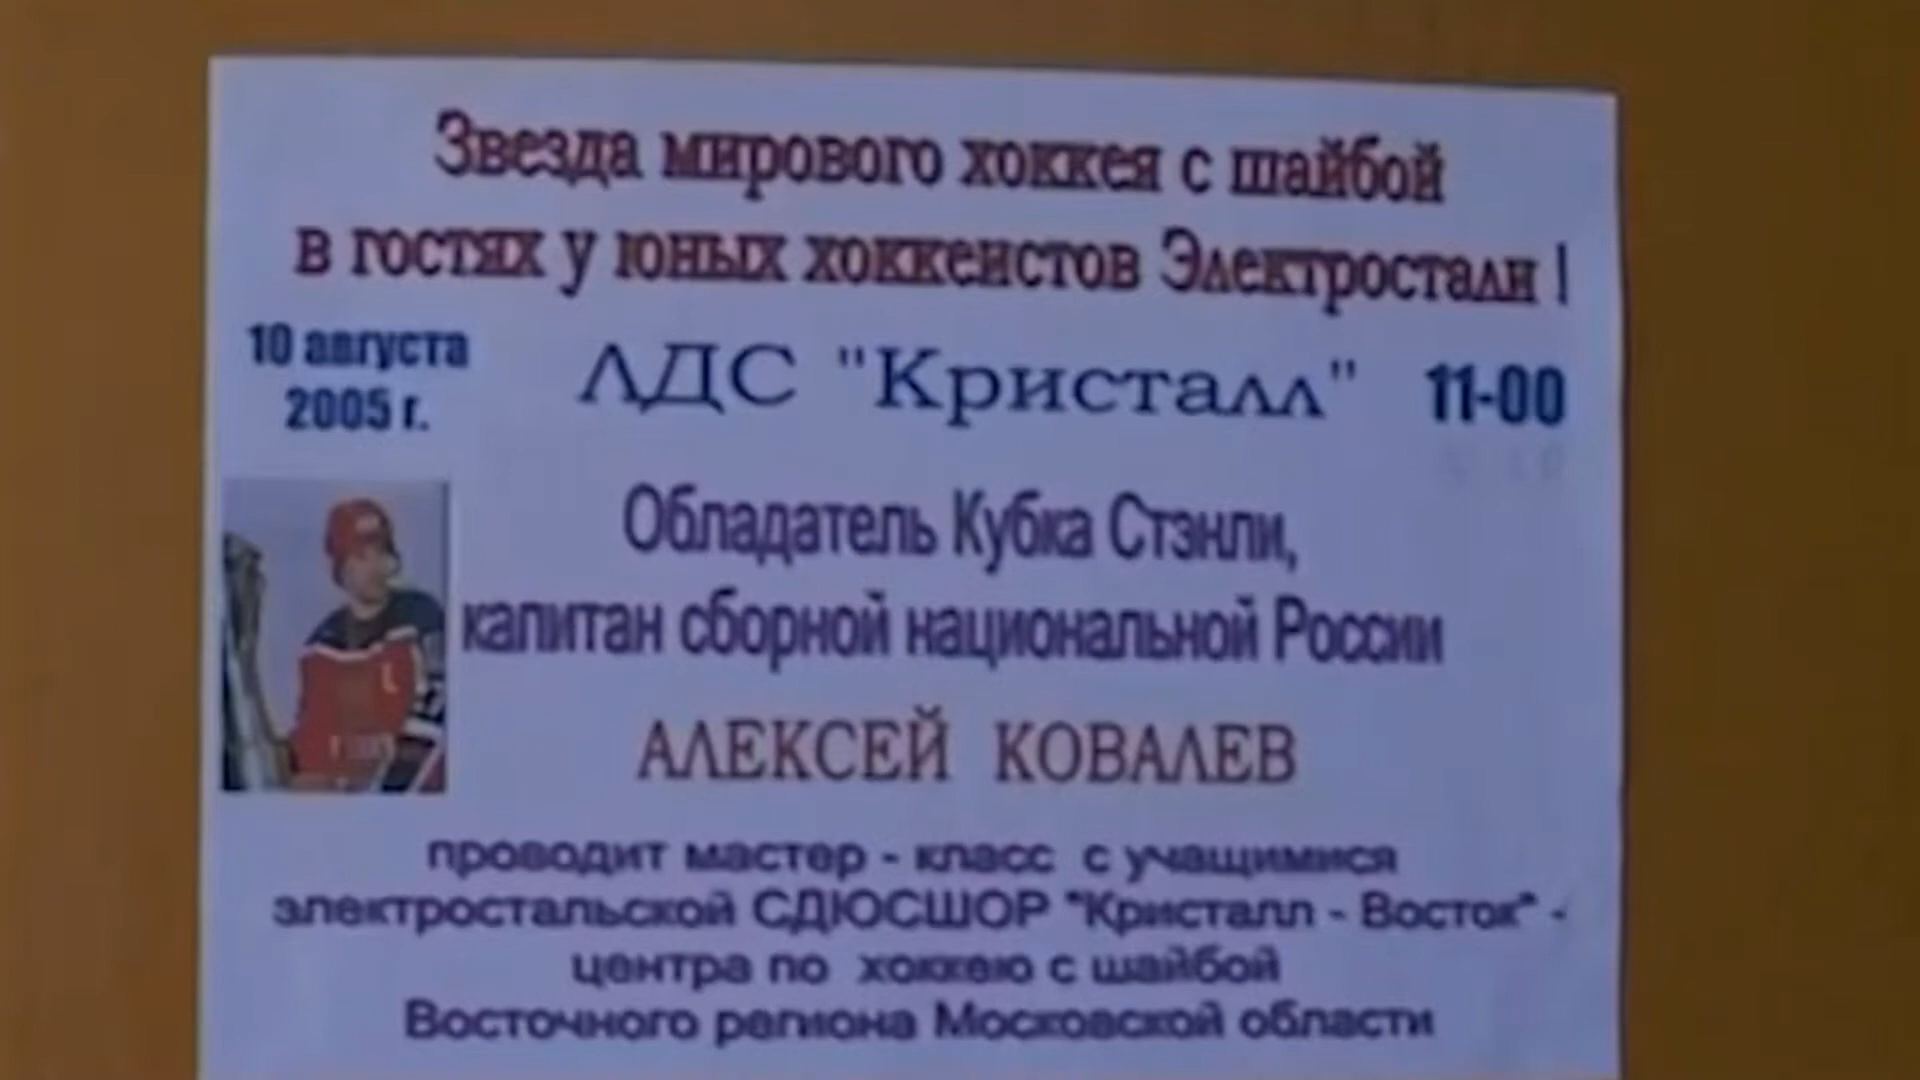 Звезда мирового хоккея с шайбой
в гостях у юных хоккеистов Электростали !
10 августа
2005 г.
ЛДС "Кристалл"
11-00
Обладатель Кубка Стэнли,
капитан сборной национальной России
АЛЕКСЕЙ КОВАЛЕВ
проводит мастер - класс с учащимися
электростальской СДЮСШОР "Кристалл - Восток" -
центра по хоккею с шайбой
Восточного региона Московской области